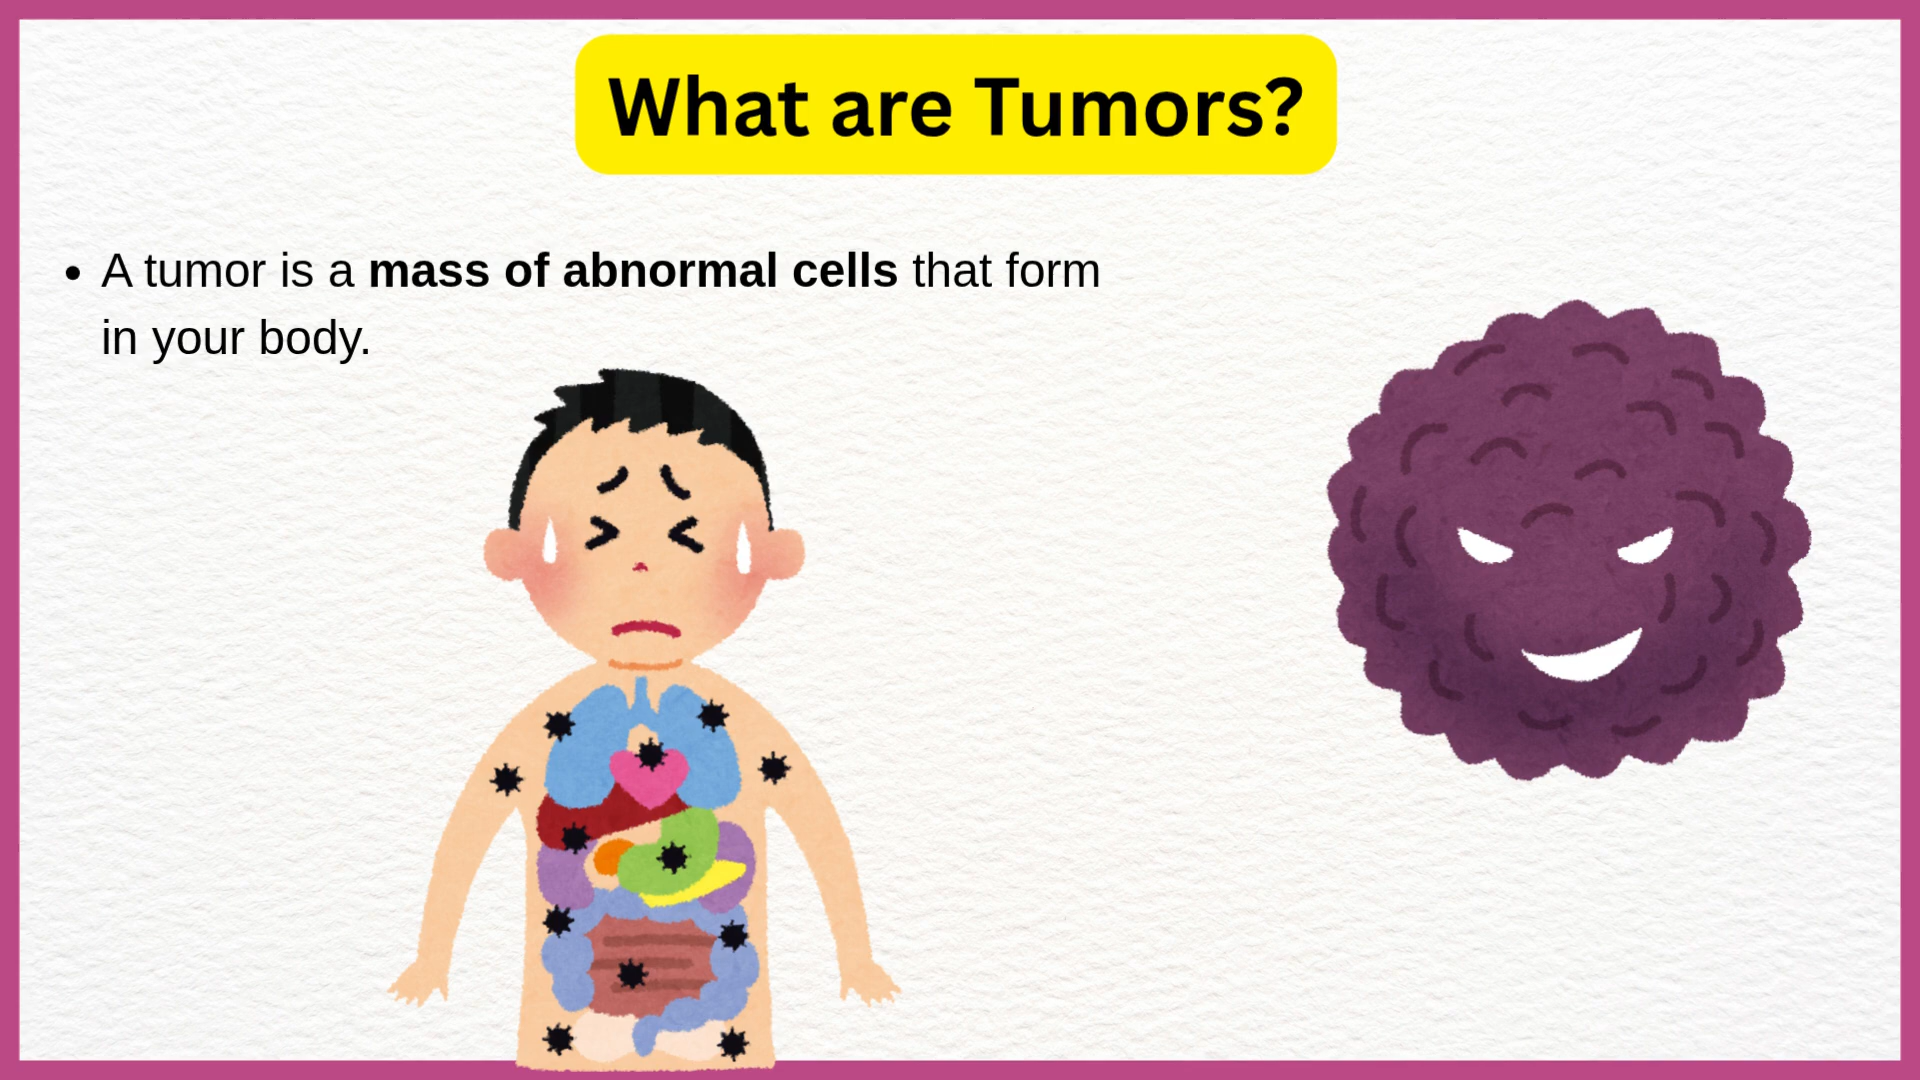 What are Tumors?
• A tumor is a mass of abnormal cells that form
in your body.